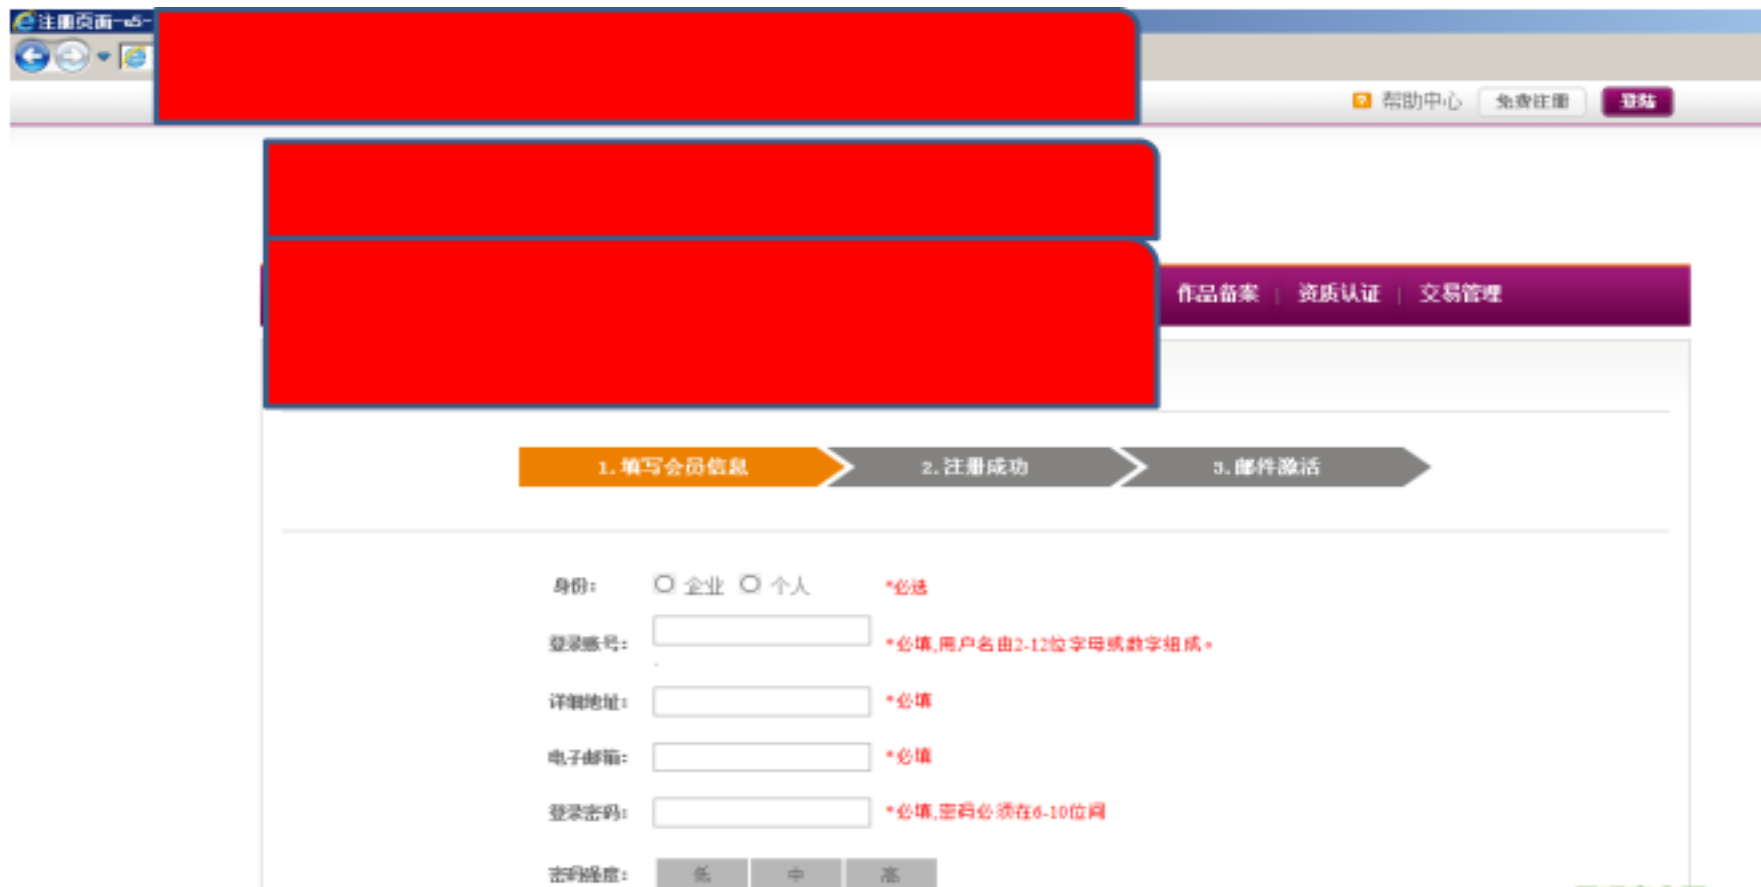 注册页面-s5-
帮助中心 免费注册 登陆
作品备案 | 资质认证 | 交易管理
1.填写会员信息 2.注册成功 3.邮件激活
身份: 企业 个人 *必选
登录账号: *必填,用户名由2-12位字母或数字组成。
详细地址: *必填
电子邮箱: *必填
登录密码: *必填,密码必须在6-10位间
密码强度: 低 中 高